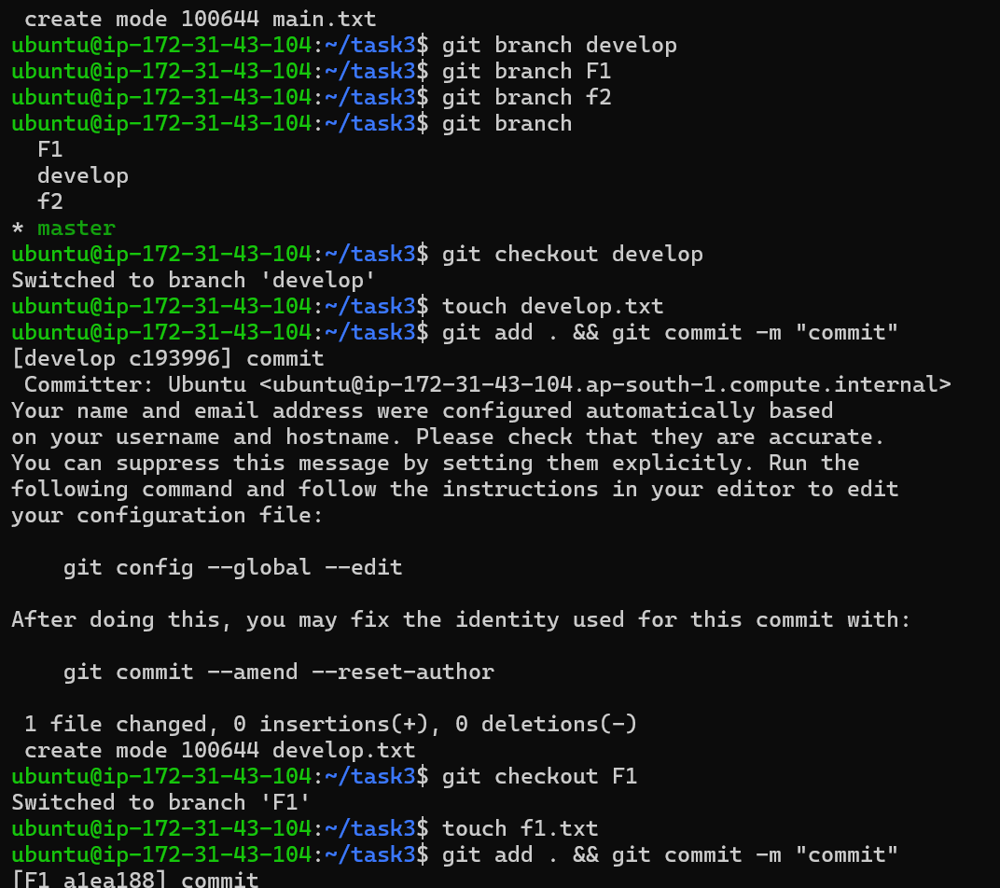 create mode 100644 main.txt
ubuntu@ip-172-31-43-104:~/task3$ git branch develop
ubuntu@ip-172-31-43-104:~/task3$ git branch F1
ubuntu@ip-172-31-43-104:~/task3$ git branch f2
ubuntu@ip-172-31-43-104:~/task3$ git branch
  F1
  develop
  f2
* master
ubuntu@ip-172-31-43-104:~/task3$ git checkout develop
Switched to branch 'develop'
ubuntu@ip-172-31-43-104:~/task3$ touch develop.txt
ubuntu@ip-172-31-43-104:~/task3$ git add . && git commit -m "commit"
[develop c193996] commit
 Committer: Ubuntu <ubuntu@ip-172-31-43-104.ap-south-1.compute.internal>
Your name and email address were configured automatically based
on your username and hostname. Please check that they are accurate.
You can suppress this message by setting them explicitly. Run the
following command and follow the instructions in your editor to edit
your configuration file:

    git config --global --edit

After doing this, you may fix the identity used for this commit with:

    git commit --amend --reset-author

 1 file changed, 0 insertions(+), 0 deletions(-)
 create mode 100644 develop.txt
ubuntu@ip-172-31-43-104:~/task3$ git checkout F1
Switched to branch 'F1'
ubuntu@ip-172-31-43-104:~/task3$ touch f1.txt
ubuntu@ip-172-31-43-104:~/task3$ git add . && git commit -m "commit"
[F1 a1ea188] commit